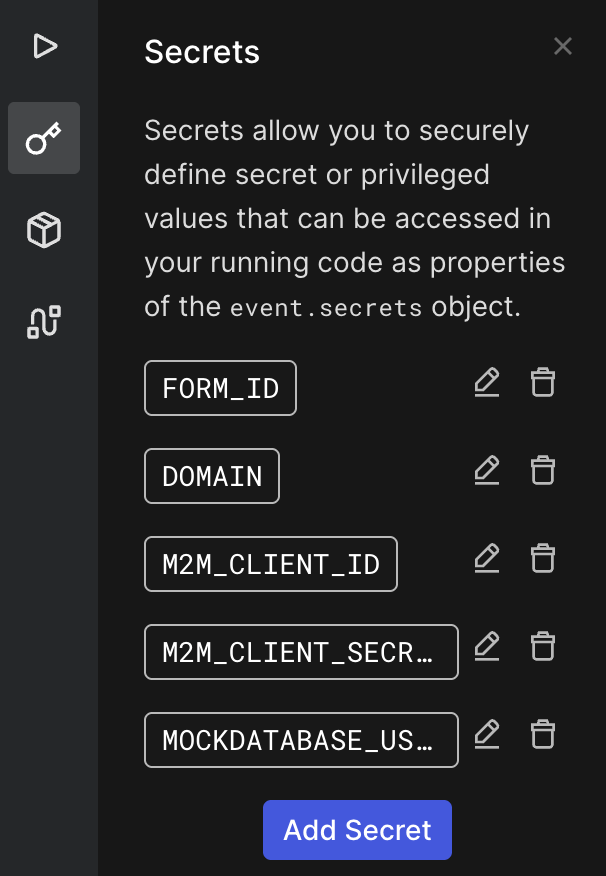 Secrets
Secrets allow you to securely
define secret or privileged
values that can be accessed in
your running code as properties
of the event.secrets object.
FORM_ID
DOMAIN
M2M_CLIENT_ID
M2M_CLIENT_SECR…
MOCKDATABASE_US…
Add Secret